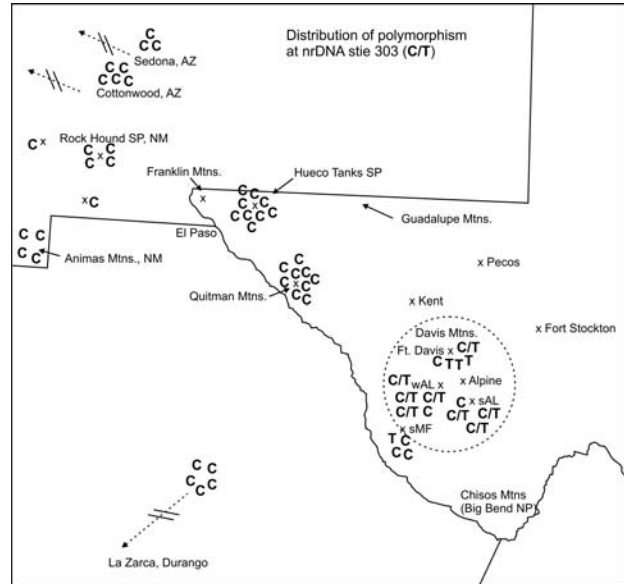 Distribution of polymorphism
at nrDNA stie 303 (C/T)
C
C C
Sedona, AZ
C C
C C C
Cottonwood, AZ
Rock Hound SP, NM
C x
C C
x
C C
x C
Franklin Mtns.
x
Hueco Tanks SP
C C
C x C C
C C C C
C
Guadalupe Mtns.
El Paso
C C
C C
Animas Mtns., NM
C
C C C
C C
x C
C C
C
Quitman Mtns.
x Pecos
x Kent
x Fort Stockton
Davis Mtns.
Ft. Davis x C/T
C T T T
C/T wAL x
x Alpine
C/T C/T
C/T C
C x sAL
C/T C/T
C/T
x sMF
T C
C C
C C
C C
C
La Zarca, Durango
Chisos Mtns
(Big Bend NP)